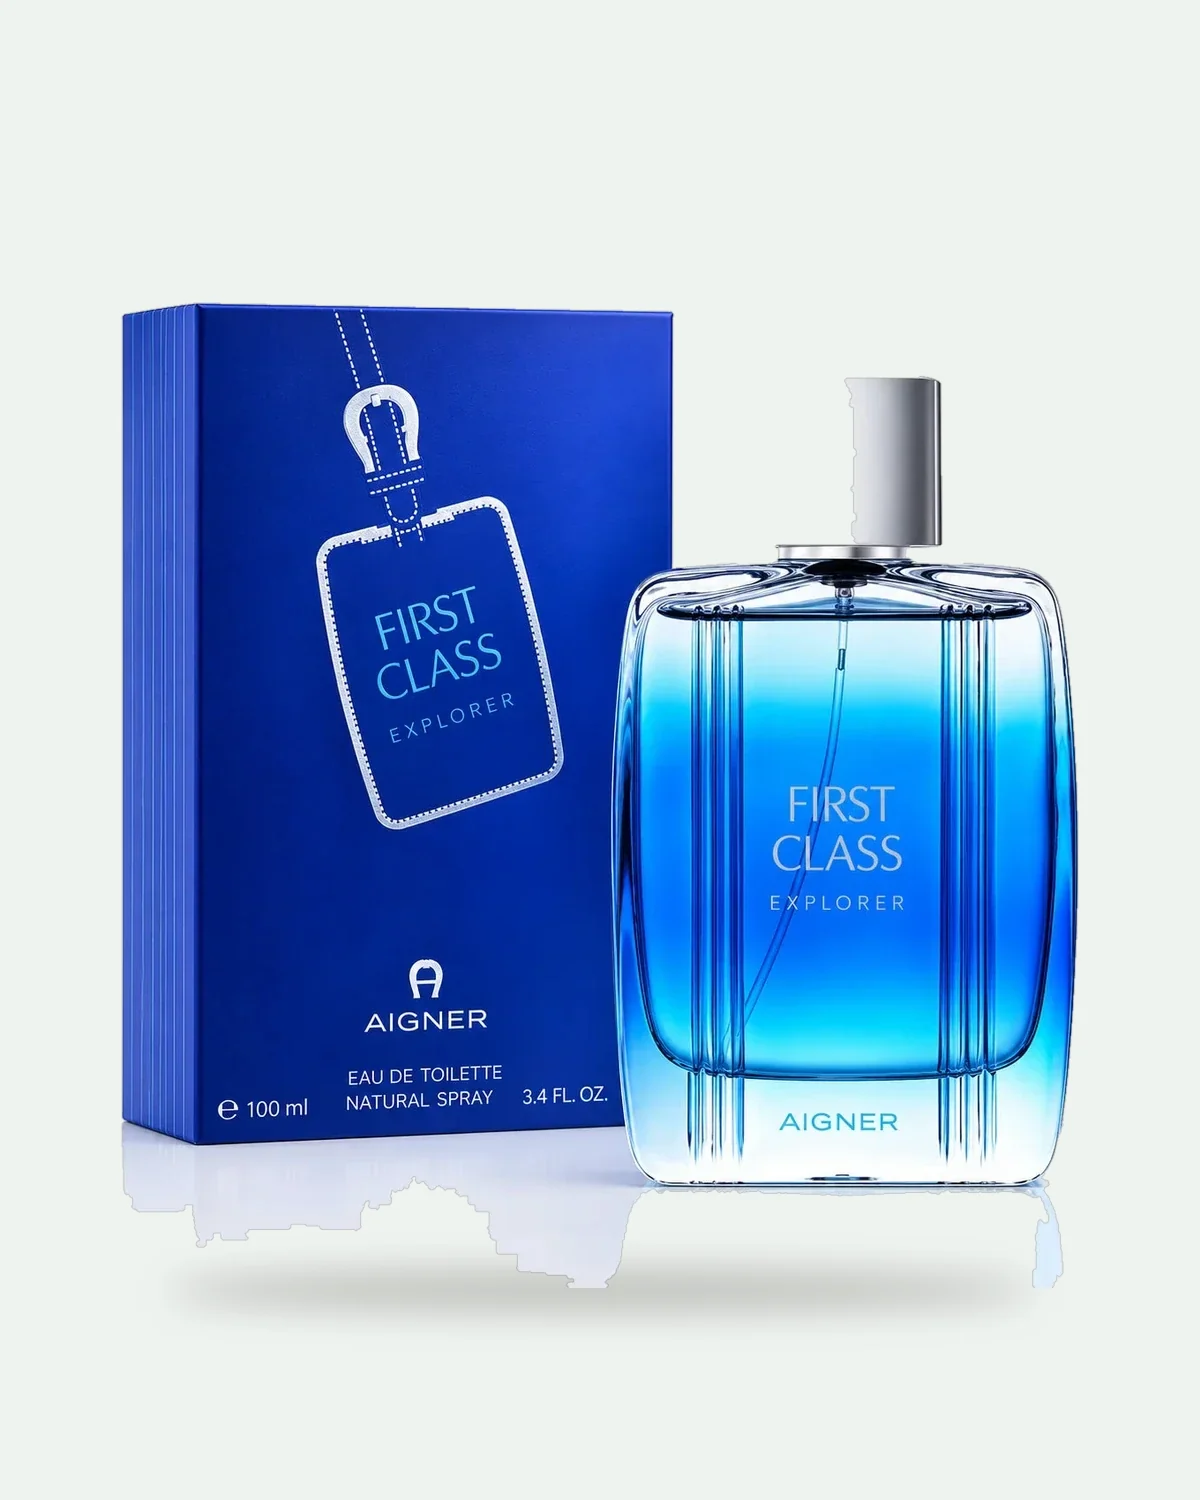 FIRST
CLASS
EXPLORER
AIGNER
EAU DE TOILETTE
NATURAL SPRAY
℮ 100 ml
3.4 FL. OZ.
FIRST
CLASS
EXPLORER
AIGNER